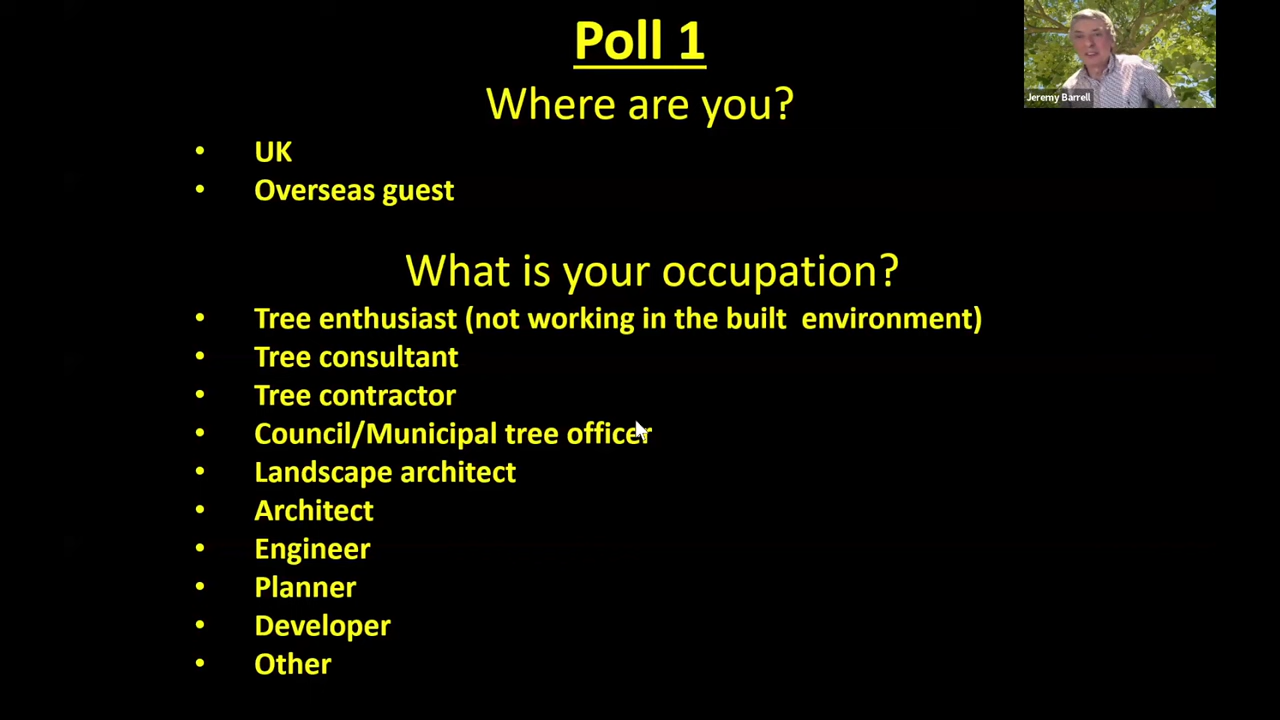 Poll 1
Jeremy Barrell
Where are you?
• UK
• Overseas guest
What is your occupation?
• Tree enthusiast (not working in the built  environment)
• Tree consultant
• Tree contractor
• Council/Municipal tree officer
• Landscape architect
• Architect
• Engineer
• Planner
• Developer
• Other